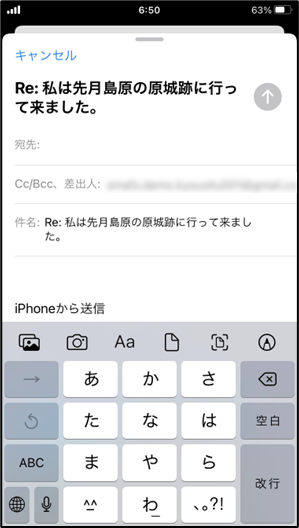 6:50
63%
キャンセル
Re: 私は先月島原の原城跡に行っ
て来ました。
宛先:
Cc/Bcc、差出人:
件名: Re: 私は先月島原の原城跡に行って来まし
た。
iPhoneから送信
Aa
→ あ か さ
た な は 空白
ABC ま や ら
改行
^^ わ_ 、。?!